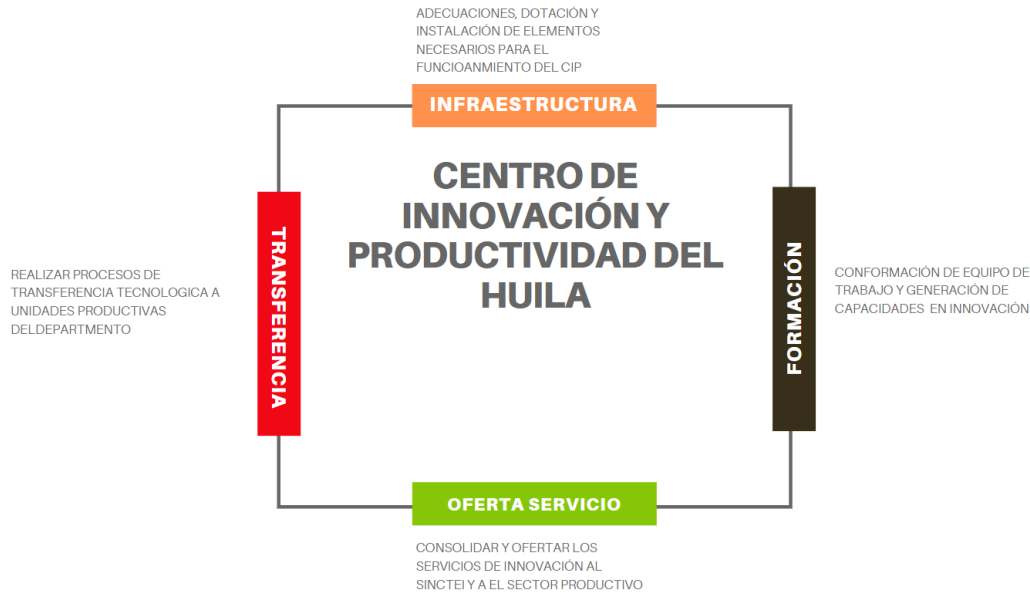 ADECUACIONES, DOTACIÓN Y
INSTALACIÓN DE ELEMENTOS
NECESARIOS PARA EL
FUNCIOANMIENTO DEL CIP
INFRAESTRUCTURA
CENTRO DE
INNOVACIÓN Y
PRODUCTIVIDAD DEL
HUILA
TRANSFERENCIA
REALIZAR PROCESOS DE
TRANSFERENCIA TECNOLOGICA A
UNIDADES PRODUCTIVAS
DELDEPARTMENTO
FORMACIÓN
CONFORMACIÓN DE EQUIPO DE
TRABAJO Y GENERACIÓN DE
CAPACIDADES EN INNOVACIÓN
OFERTA SERVICIO
CONSOLIDAR Y OFERTAR LOS
SERVICIOS DE INNOVACIÓN AL
SINCTEI Y A EL SECTOR PRODUCTIVO